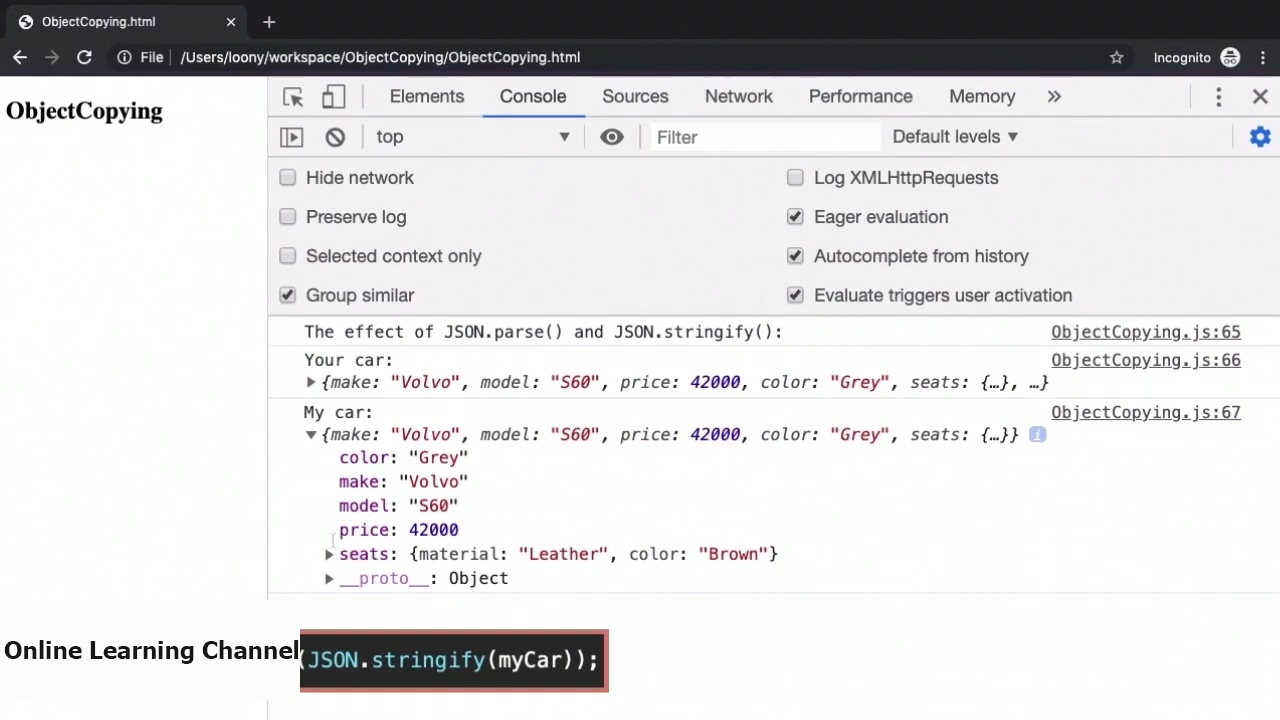 ObjectCopying.html
File /Users/loony/workspace/ObjectCopying/ObjectCopying.html Incognito
ObjectCopying
Elements Console Sources Network Performance Memory »
top Filter Default levels
Hide network Log XMLHttpRequests
Preserve log Eager evaluation
Selected context only Autocomplete from history
Group similar Evaluate triggers user activation
The effect of JSON.parse() and JSON.stringify(): ObjectCopying.js:65
Your car: ObjectCopying.js:66
{make: "Volvo", model: "S60", price: 42000, color: "Grey", seats: {…}, …}
My car: ObjectCopying.js:67
{make: "Volvo", model: "S60", price: 42000, color: "Grey", seats: {…}} i
color: "Grey"
make: "Volvo"
model: "S60"
price: 42000
seats: {material: "Leather", color: "Brown"}
__proto__: Object
Online Learning Channel
(JSON.stringify(myCar));